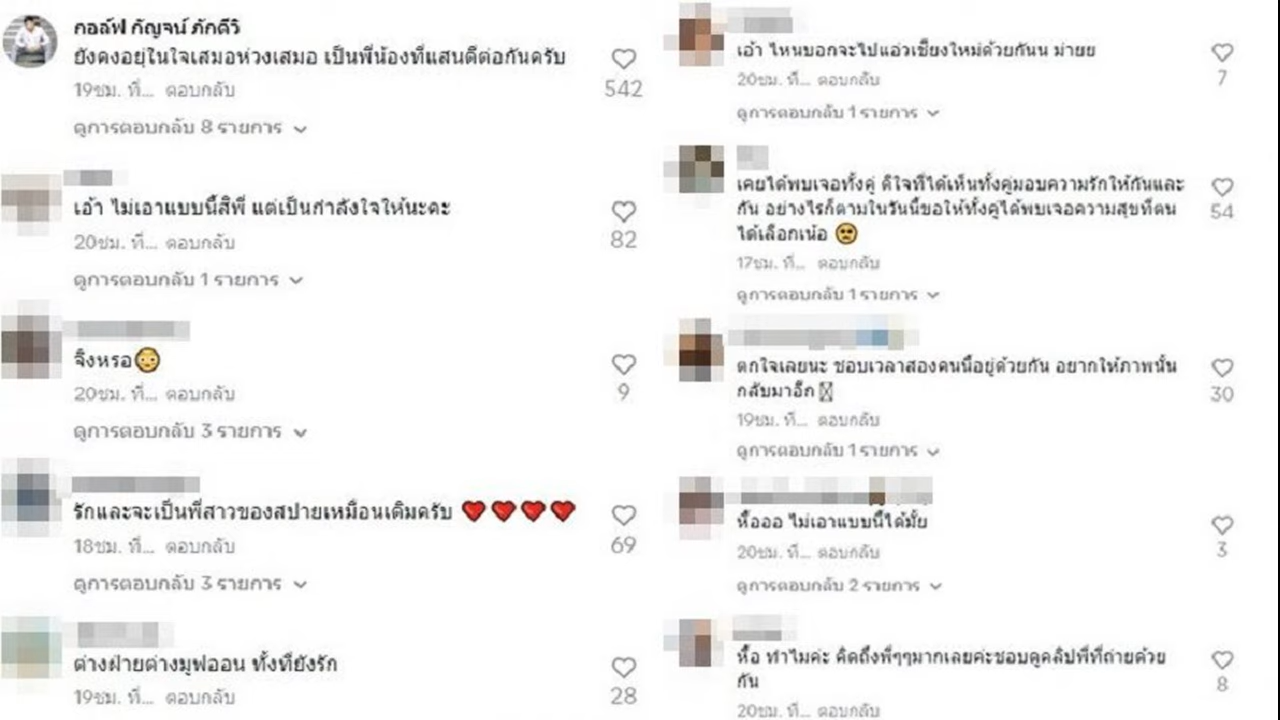 กอล์ฟ กัญจน์ ภักดีวิ
ยังคงอยู่ในใจเสมอห่วงเสมอ เป็นพี่น้องที่แสนดีต่อกันครับ
19ชม. ที่... ตอบกลับ
542
ดูการตอบกลับ 8 รายการ
เอ้า ไม่เอาแบบนี้สิพี่ แต่เป็นกำลังใจให้นะคะ
20ชม. ที่... ตอบกลับ
82
ดูการตอบกลับ 1 รายการ
จิงหรอ😳
20ชม. ที่... ตอบกลับ
9
ดูการตอบกลับ 3 รายการ
รักและจะเป็นพี่สาวของสปายเหมือนเดิมครับ ❤️❤️❤️❤️
18ชม. ที่... ตอบกลับ
69
ดูการตอบกลับ 3 รายการ
ต่างฝ่ายต่างมูฟออน ทั้งที่ยังรัก
19ชม. ที่... ตอบกลับ
28
เอ้า ไหนบอกจะไปแอ่วเชียงใหม่ด้วยกันน ม่ายยย
20ชม. ที่... ตอบกลับ
7
ดูการตอบกลับ 1 รายการ
เคยได้พบเจอทั้งคู่ ดีใจที่ได้เห็นทั้งคู่มอบความรักให้กันและ
กัน อย่างไรก็ตามในวันนี้ขอให้ทั้งคู่ได้พบเจอความสุขที่ตน
ได้เลือกเน้อ 🥺
17ชม. ที่... ตอบกลับ
54
ดูการตอบกลับ 1 รายการ
ตกใจเลยนะ ชอบเวลาสองคนนี้อยู่ด้วยกัน อยากให้ภาพนั้น
กลับมาอีก
19ชม. ที่... ตอบกลับ
30
ดูการตอบกลับ 1 รายการ
หื้อออ ไม่เอาแบบนี้ได้มั้ย
20ชม. ที่... ตอบกลับ
3
ดูการตอบกลับ 2 รายการ
หื้อ ทำไมค่ะ คิดถึงพี่ๆๆมากเลยค่ะชอบดูคลิปพี่ที่ถ่ายด้วย
กัน
20ชม. ที่... ตอบกลับ
8